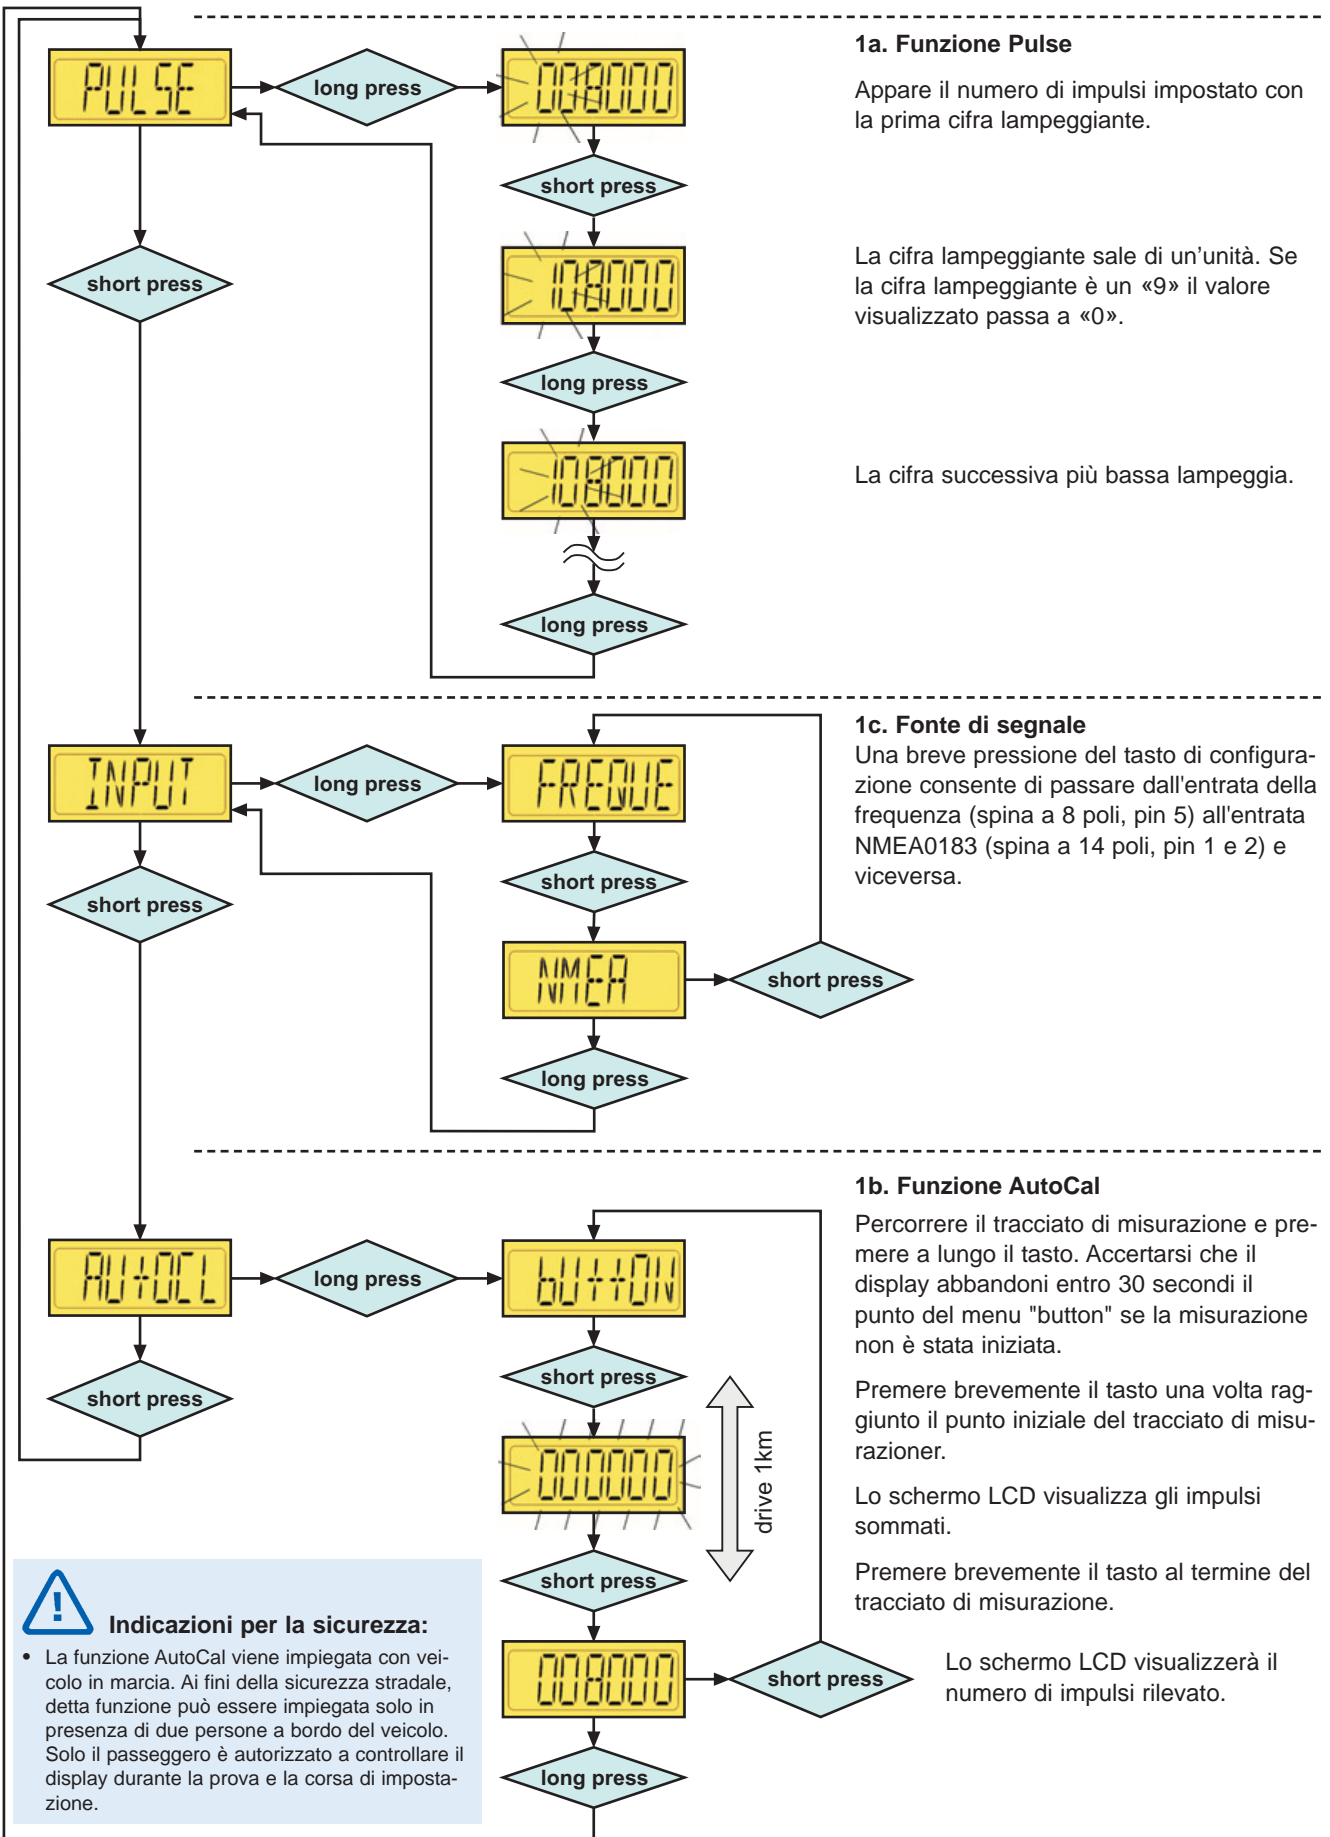 1a. Funzione Pulse
PULSE
long press
008000
Appare il numero di impulsi impostato con
la prima cifra lampeggiante.
short press
short press
108000
La cifra lampeggiante sale di un'unità. Se
la cifra lampeggiante è un «9» il valore
visualizzato passa a «0».
long press
108000
La cifra successiva più bassa lampeggia.
long press
1c. Fonte di segnale
INPUT
long press
FREQUE
Una breve pressione del tasto di configura-
zione consente di passare dall'entrata della
frequenza (spina a 8 poli, pin 5) all'entrata
NMEA0183 (spina a 14 poli, pin 1 e 2) e
viceversa.
short press
short press
NMEA
short press
long press
1b. Funzione AutoCal
AUtOCL
long press
bUttON
Percorrere il tracciato di misurazione e pre-
mere a lungo il tasto. Accertarsi che il
display abbandoni entro 30 secondi il
punto del menu "button" se la misurazione
non è stata iniziata.
short press
short press
Premere brevemente il tasto una volta rag-
giunto il punto iniziale del tracciato di misu-
razioner.
000000
drive 1km
Lo schermo LCD visualizza gli impulsi
sommati.
short press
Premere brevemente il tasto al termine del
tracciato di misurazione.
008000
short press
Lo schermo LCD visualizzerà il
numero di impulsi rilevato.
long press
! Indicazioni per la sicurezza:
• La funzione AutoCal viene impiegata con vei-
colo in marcia. Ai fini della sicurezza stradale,
detta funzione può essere impiegata solo in
presenza di due persone a bordo del veicolo.
Solo il passeggero è autorizzato a controllare il
display durante la prova e la corsa di imposta-
zione.